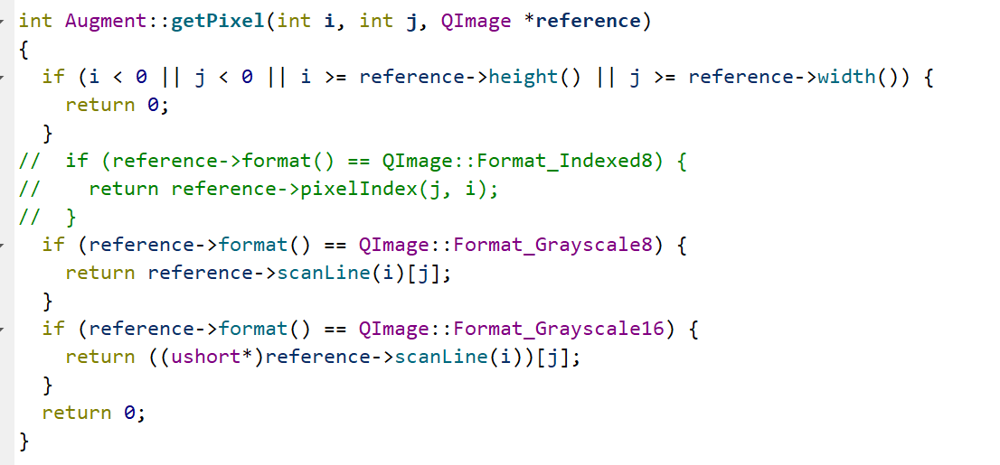 int Augment::getPixel(int i, int j, QImage *reference)
{
  if (i < 0 || j < 0 || i >= reference->height() || j >= reference->width()) {
    return 0;
  }
//  if (reference->format() == QImage::Format_Indexed8) {
//    return reference->pixelIndex(j, i);
//  }
  if (reference->format() == QImage::Format_Grayscale8) {
    return reference->scanLine(i)[j];
  }
  if (reference->format() == QImage::Format_Grayscale16) {
    return ((ushort*)reference->scanLine(i))[j];
  }
  return 0;
}